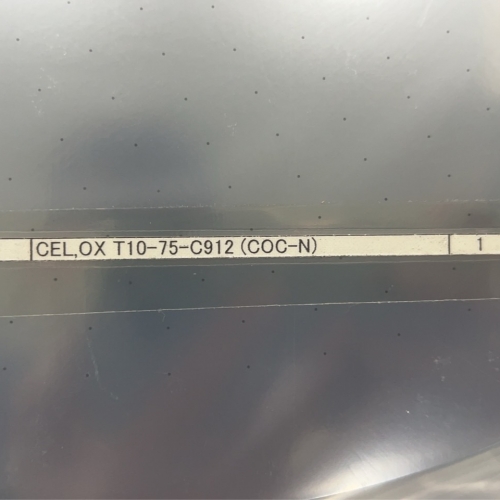 CEL,OX T10-75-C912 (COC-N) 1